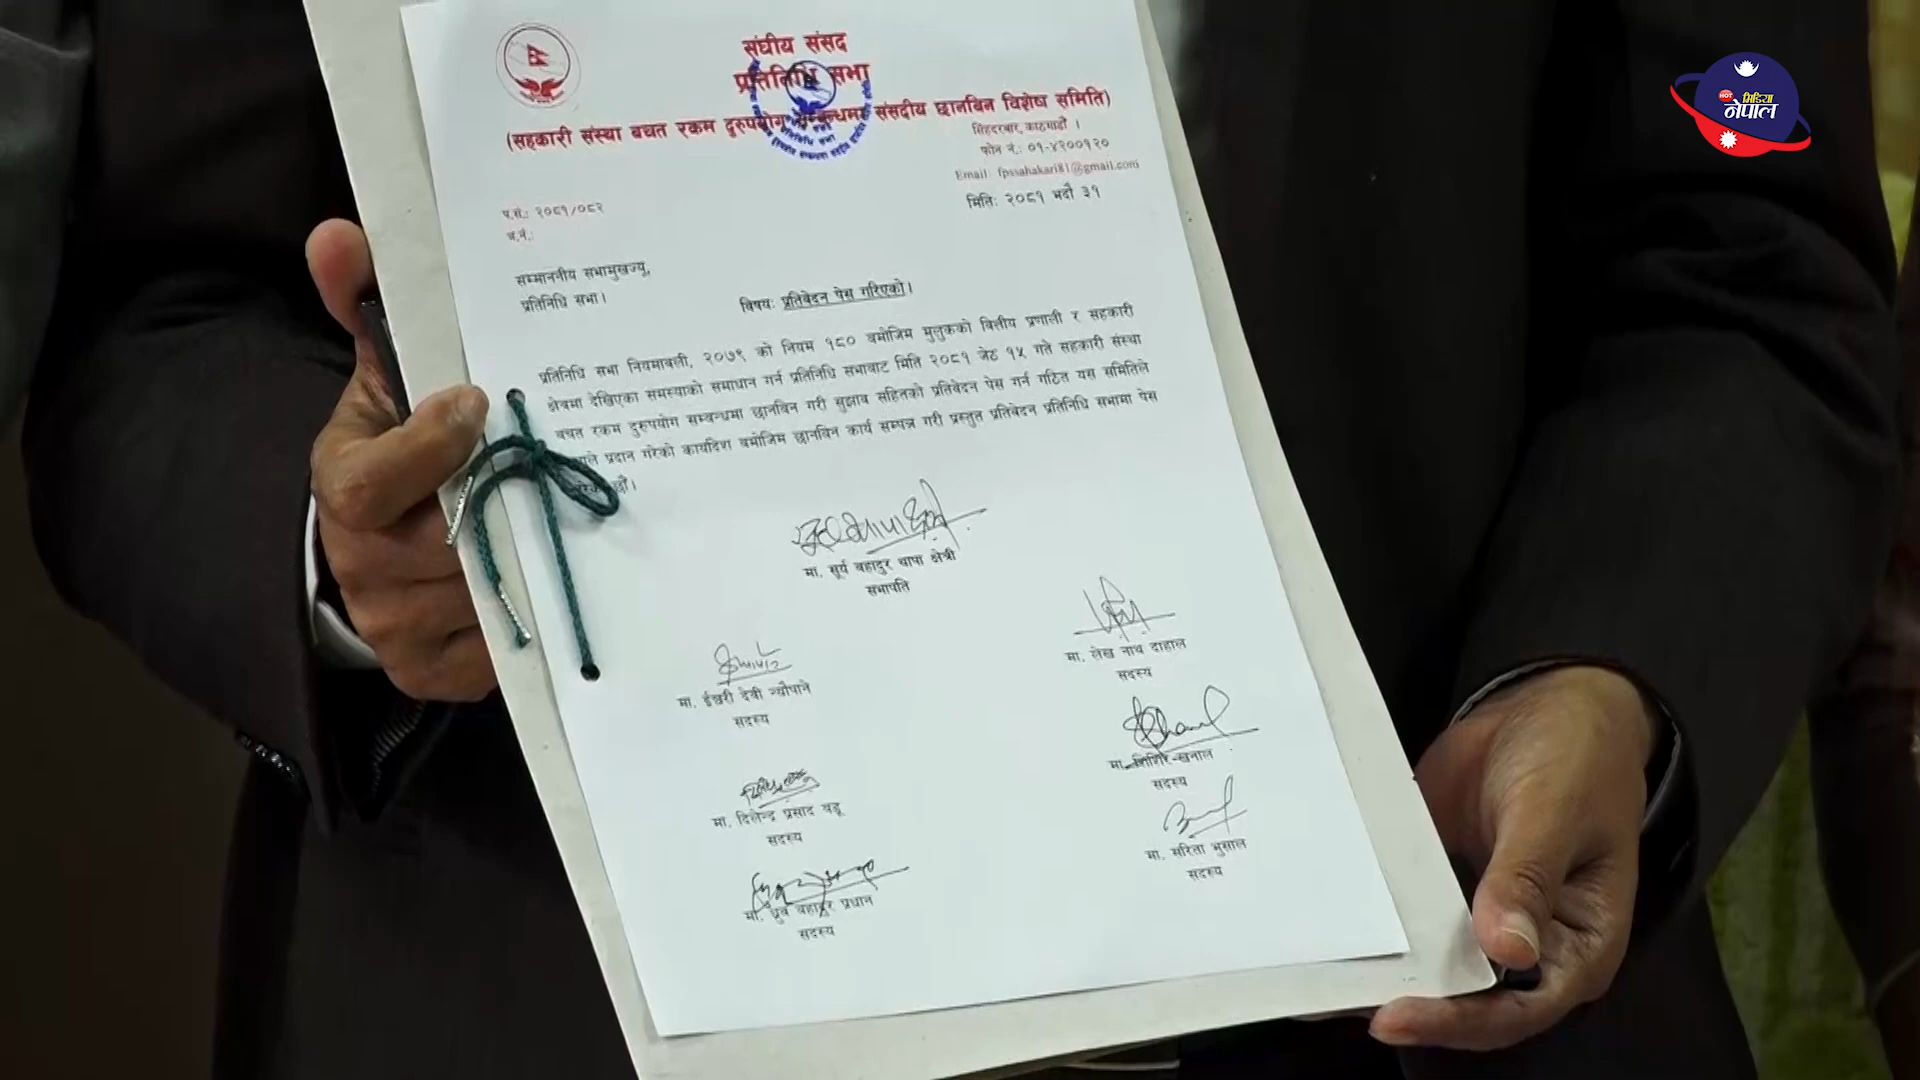 संघीय संसद
प्रतिनिधि सभा
(सहकारी संस्था बचत रकम दुरुपयोग सम्बन्धमा संसदीय छानबिन विशेष समिति)
सिंहदरबार, काठमाडौं ।
फोन नं.: ०१-४२००१२०
Email: fpssahakari81@gmail.com
मिति: २०८१ भदौ ३१
प.सं.: २०८१/०८२
च.नं.:
सम्माननीय सभामुखज्यू,
प्रतिनिधि सभा।
विषय: प्रतिवेदन पेस गरिएको।
प्रतिनिधि सभा नियमावली, २०७९ को नियम १८० बमोजिम मुलुकको वित्तीय प्रणाली र सहकारी
क्षेत्रमा देखिएका समस्याको समाधान गर्न प्रतिनिधि सभाबाट मिति २०८१ जेठ १५ गते सहकारी संस्था
बचत रकम दुरुपयोग सम्बन्धमा छानबिन गरी सुझाव सहितको प्रतिवेदन पेस गर्न गठित यस समितिले
प्रदान गरेको कार्यादेश बमोजिम छानबिन कार्य सम्पन्न गरी प्रस्तुत प्रतिवेदन प्रतिनिधि सभामा पेस
छौं।
मा. सूर्य बहादुर थापा क्षेत्री
सभापति
मा. लेख नाथ दाहाल
सदस्य
मा. ईश्वरी देवी न्यौपाने
सदस्य
मा. शिशिर खनाल
सदस्य
मा. दिलेन्द्र प्रसाद बडू
सदस्य
मा. सरिता भुसाल
सदस्य
मा. ध्रुव बहादुर प्रधान
सदस्य
HOT मिडिया
नेपाल